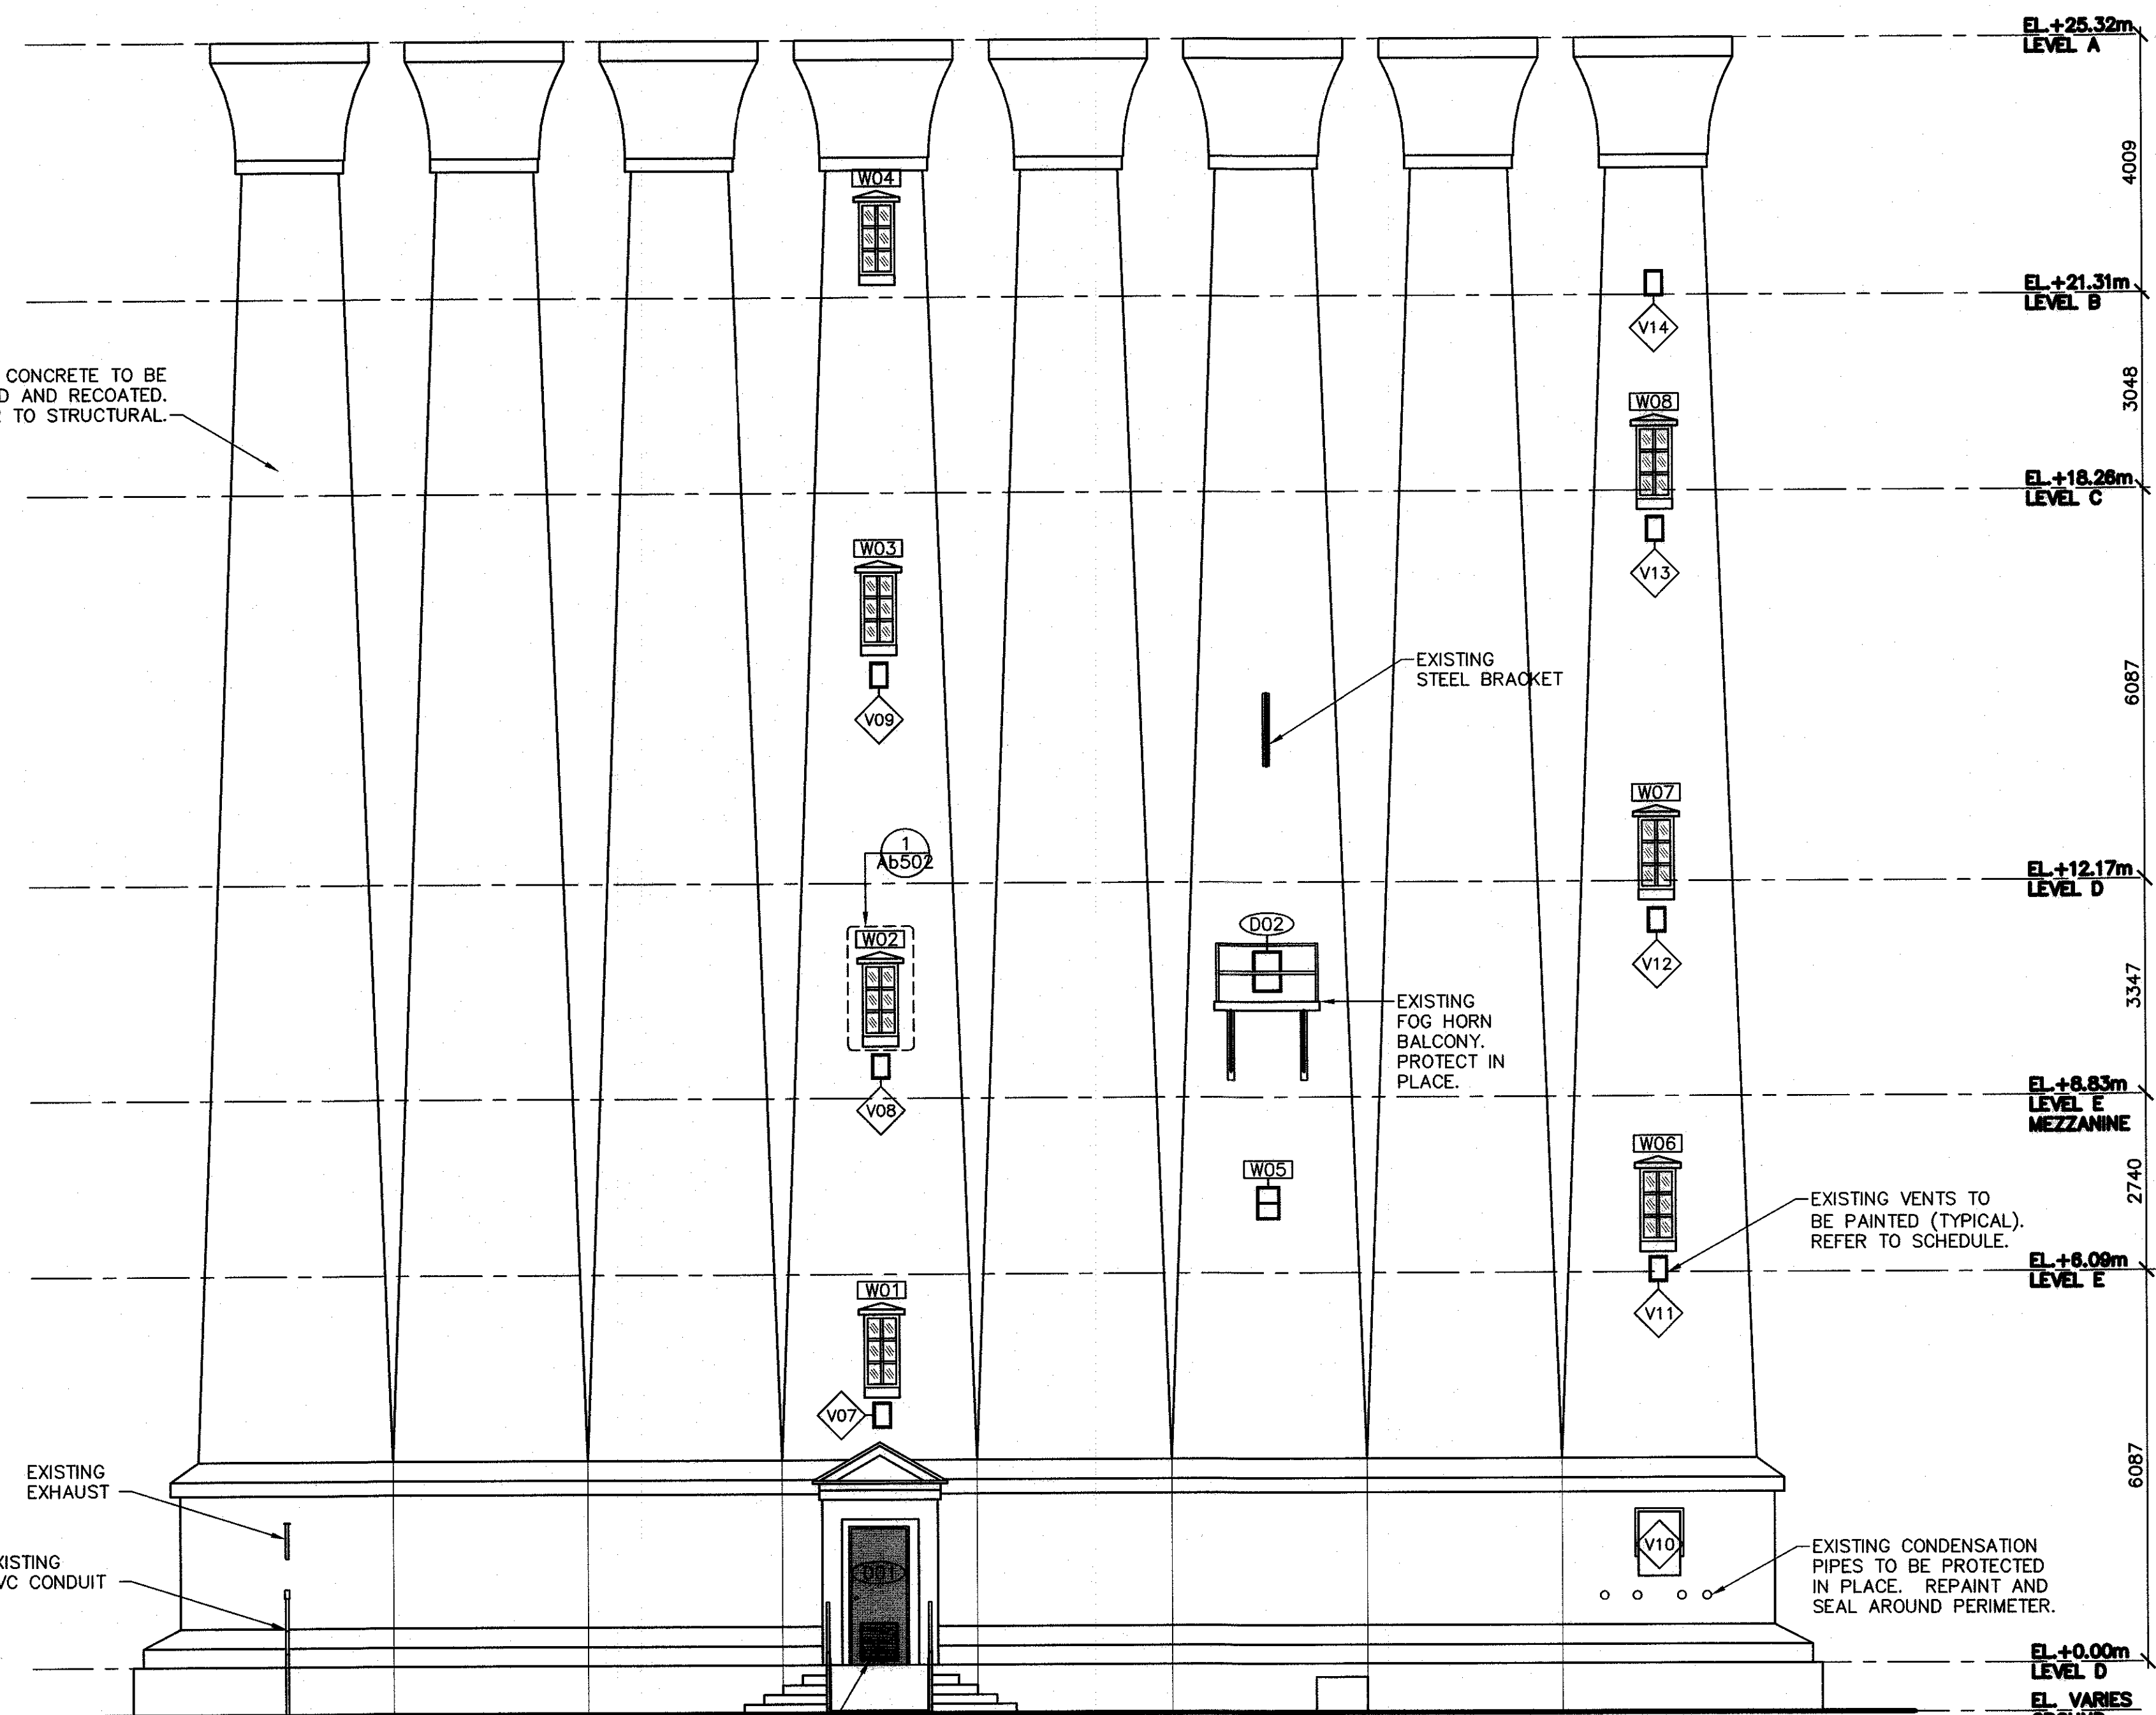 EL.+25.32m
LEVEL A
4009
W04
EL.+21.31m
LEVEL B
V14
CONCRETE TO BE
AND RECOATED.
TO STRUCTURAL.
3048
W08
EL.+18.26m
LEVEL C
W03
V13
EXISTING
STEEL BRACKET
6087
V09
W07
1
Ab502
EL.+12.17m
LEVEL D
D02
W02
V12
3347
EXISTING
FOG HORN
BALCONY.
PROTECT IN
PLACE.
EL.+8.83m
LEVEL E
MEZZANINE
V08
W06
W05
2740
EXISTING VENTS TO
BE PAINTED (TYPICAL).
REFER TO SCHEDULE.
EL.+6.09m
LEVEL E
W01
V11
V07
EXISTING
EXHAUST
6087
V10
EXISTING CONDENSATION
PIPES TO BE PROTECTED
IN PLACE. REPAINT AND
SEAL AROUND PERIMETER.
VC CONDUIT
D01
EL.+0.00m
LEVEL D
EL. VARIES